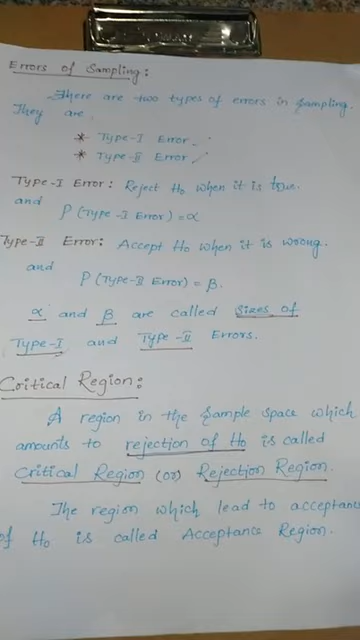 Errors of Sampling:
There are two types of errors in Sampling.
They are
* Type-I Error.
* Type-II Error
Type-I Error: Reject H₀ when it is true.
and
P(Type-I Error) = α
Type-II Error: Accept H₀ when it is wrong.
and
P(Type-II Error) = β.
α and β are called Sizes of
Type-I and Type-II Errors.
Critical Region:
A region in the Sample space which
amounts to rejection of H₀ is called
Critical Region (or) Rejection Region.
The region which lead to acceptance
of H₀ is called Acceptance Region.